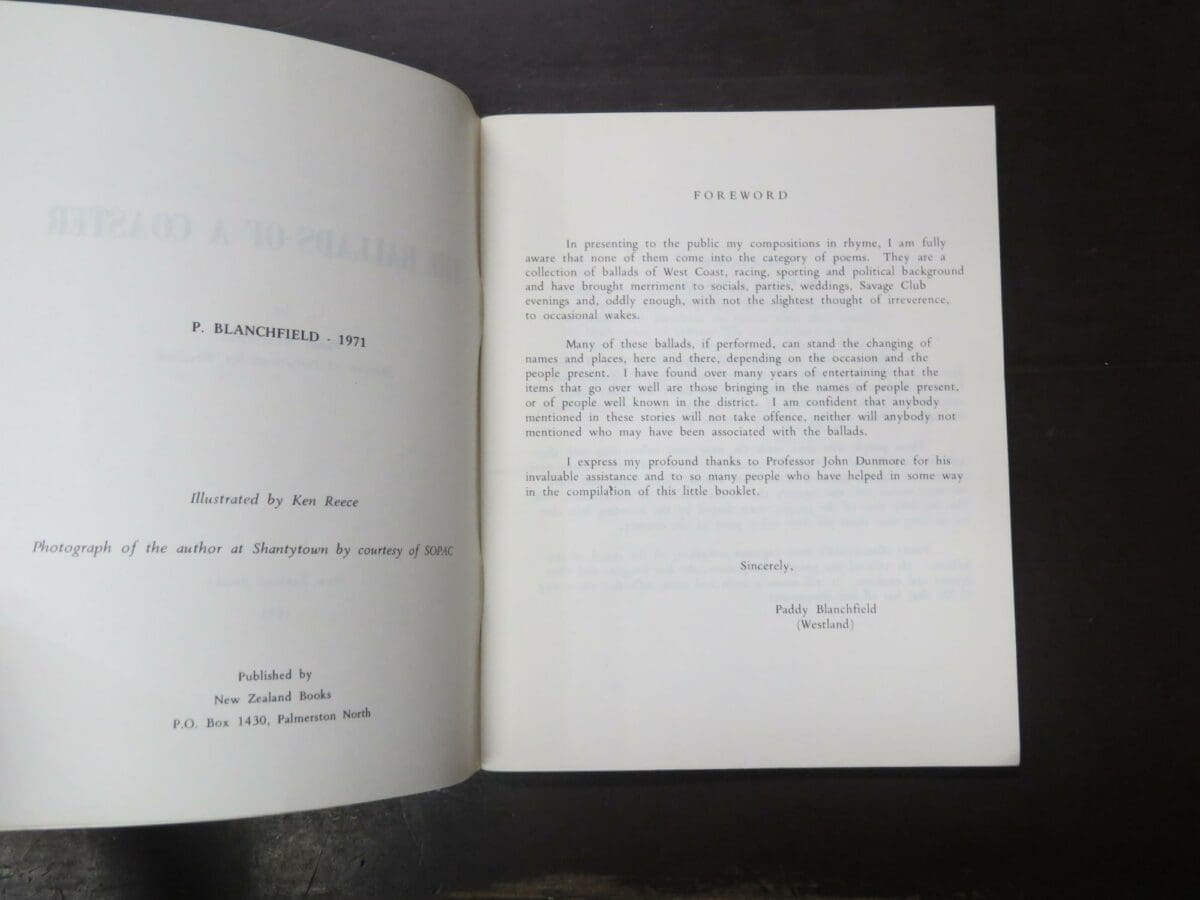 P. BLANCHFIELD - 1971
Illustrated by Ken Reece
Photograph of the author at Shantytown by courtesy of SOPAC
Published by
New Zealand Books
P.O. Box 1430, Palmerston North
FOREWORD
In presenting to the public my compositions in rhyme, I am fully
aware that none of them come into the category of poems. They are a
collection of ballads of West Coast, racing, sporting and political background
and have brought merriment to socials, parties, weddings, Savage Club
evenings and, oddly enough, with not the slightest thought of irreverence,
to occasional wakes.
Many of these ballads, if performed, can stand the changing of
names and places, here and there, depending on the occasion and the
people present. I have found over many years of entertaining that the
items that go over well are those bringing in the names of people present,
or of people well known in the district. I am confident that anybody
mentioned in these stories will not take offence, neither will anybody not
mentioned who may have been associated with the ballads.
I express my profound thanks to Professor John Dunmore for his
invaluable assistance and to so many people who have helped in some way
in the compilation of this little booklet.
Sincerely,
Paddy Blanchfield
(Westland)